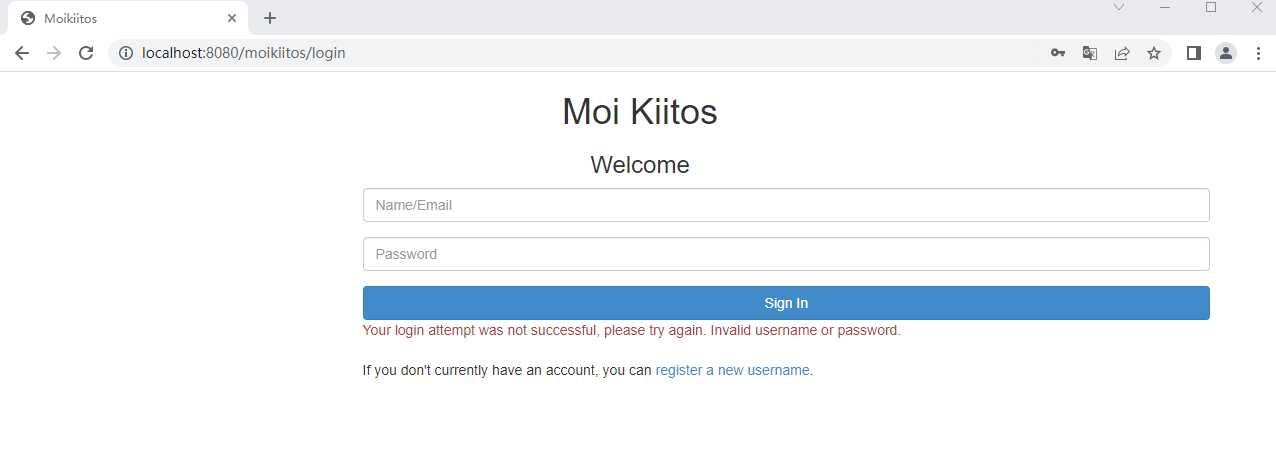 Moikiitos
localhost:8080/moikiitos/login
Moi Kiitos
Welcome
Name/Email
Password
Sign In
Your login attempt was not successful, please try again. Invalid username or password.
If you don't currently have an account, you can register a new username.